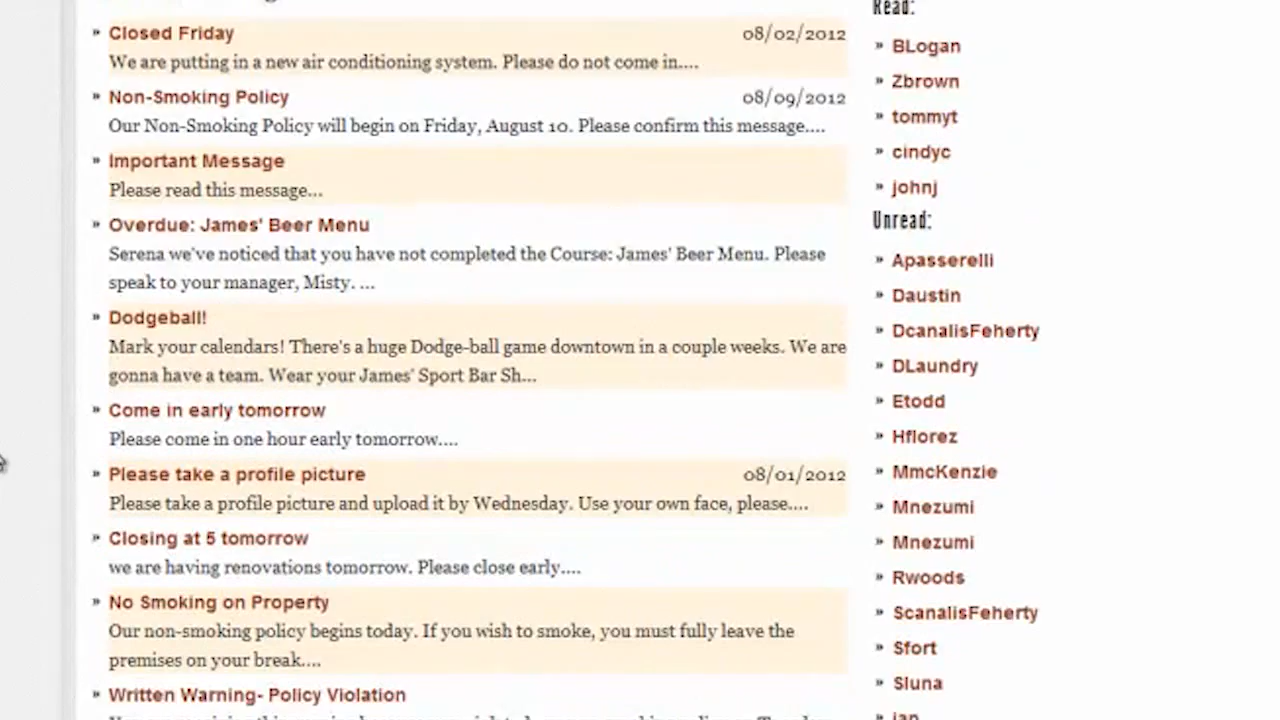 » Closed Friday 08/02/2012
We are putting in a new air conditioning system. Please do not come in....
» Non-Smoking Policy 08/09/2012
Our Non-Smoking Policy will begin on Friday, August 10. Please confirm this message....
» Important Message
Please read this message...
» Overdue: James' Beer Menu
Serena we've noticed that you have not completed the Course: James' Beer Menu. Please
speak to your manager, Misty. ...
» Dodgeball!
Mark your calendars! There's a huge Dodge-ball game downtown in a couple weeks. We are
gonna have a team. Wear your James' Sport Bar Sh...
» Come in early tomorrow
Please come in one hour early tomorrow....
» Please take a profile picture 08/01/2012
Please take a profile picture and upload it by Wednesday. Use your own face, please....
» Closing at 5 tomorrow
we are having renovations tomorrow. Please close early....
» No Smoking on Property
Our non-smoking policy begins today. If you wish to smoke, you must fully leave the
premises on your break....
» Written Warning- Policy Violation
Read:
» BLogan
» Zbrown
» tommyt
» cindyc
» johnj
Unread:
» Apasserelli
» Daustin
» DcanalisFeherty
» DLaundry
» Etodd
» Hflorez
» MmcKenzie
» Mnezumi
» Mnezumi
» Rwoods
» ScanalisFeherty
» Sfort
» Sluna